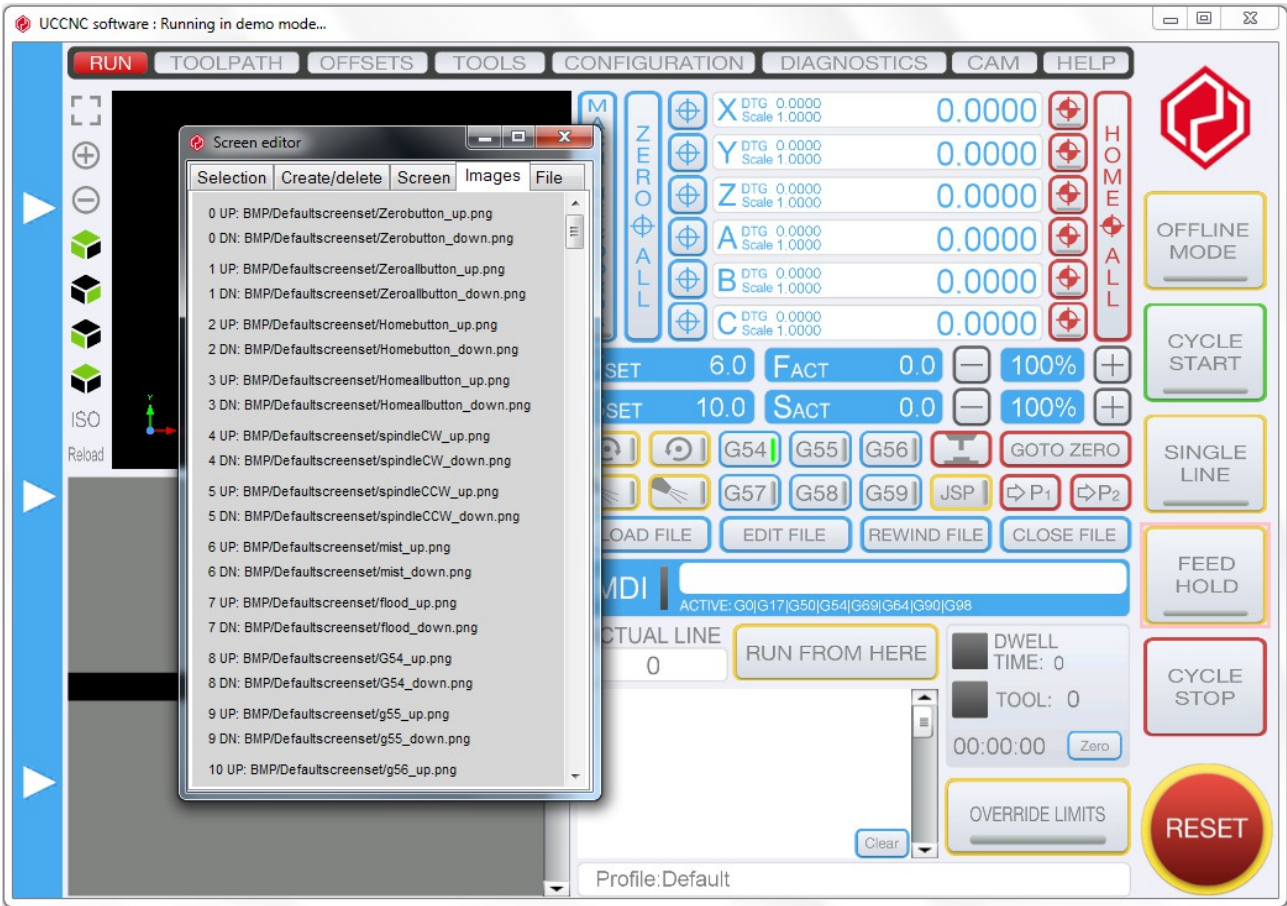 UCCNC software : Running in demo mode...
RUN TOOLPATH OFFSETS TOOLS CONFIGURATION DIAGNOSTICS CAM HELP
Screen editor
Selection Create/delete Screen Images File
0 UP: BMP/Defaultscreenset/Zerobutton_up.png
0 DN: BMP/Defaultscreenset/Zerobutton_down.png
1 UP: BMP/Defaultscreenset/Zeroallbutton_up.png
1 DN: BMP/Defaultscreenset/Zeroallbutton_down.png
2 UP: BMP/Defaultscreenset/Homebutton_up.png
2 DN: BMP/Defaultscreenset/Homebutton_down.png
3 UP: BMP/Defaultscreenset/Homeallbutton_up.png
3 DN: BMP/Defaultscreenset/Homeallbutton_down.png
4 UP: BMP/Defaultscreenset/spindleCW_up.png
4 DN: BMP/Defaultscreenset/spindleCW_down.png
5 UP: BMP/Defaultscreenset/spindleCCW_up.png
5 DN: BMP/Defaultscreenset/spindleCCW_down.png
6 UP: BMP/Defaultscreenset/mist_up.png
6 DN: BMP/Defaultscreenset/mist_down.png
7 UP: BMP/Defaultscreenset/flood_up.png
7 DN: BMP/Defaultscreenset/flood_down.png
8 UP: BMP/Defaultscreenset/G54_up.png
8 DN: BMP/Defaultscreenset/G54_down.png
9 UP: BMP/Defaultscreenset/g55_up.png
9 DN: BMP/Defaultscreenset/g55_down.png
10 UP: BMP/Defaultscreenset/g56_up.png
ISO
Reload
Y
ZERO ALL
X DTG 0.0000 Scale 1.0000 0.0000
Y DTG 0.0000 Scale 1.0000 0.0000
Z DTG 0.0000 Scale 1.0000 0.0000
A DTG 0.0000 Scale 1.0000 0.0000
B DTG 0.0000 Scale 1.0000 0.0000
C DTG 0.0000 Scale 1.0000 0.0000
HOME ALL
SET 6.0 FACT 0.0 100%
SET 10.0 SACT 0.0 100%
G54 G55 G56 GOTO ZERO
G57 G58 G59 JSP P1 P2
LOAD FILE EDIT FILE REWIND FILE CLOSE FILE
MDI
ACTIVE: G0|G17|G50|G54|G69|G64|G90|G98
ACTUAL LINE
0
RUN FROM HERE
DWELL
TIME: 0
TOOL: 0
00:00:00 Zero
OVERRIDE LIMITS
Clear
Profile:Default
OFFLINE
MODE
CYCLE
START
SINGLE
LINE
FEED
HOLD
CYCLE
STOP
RESET